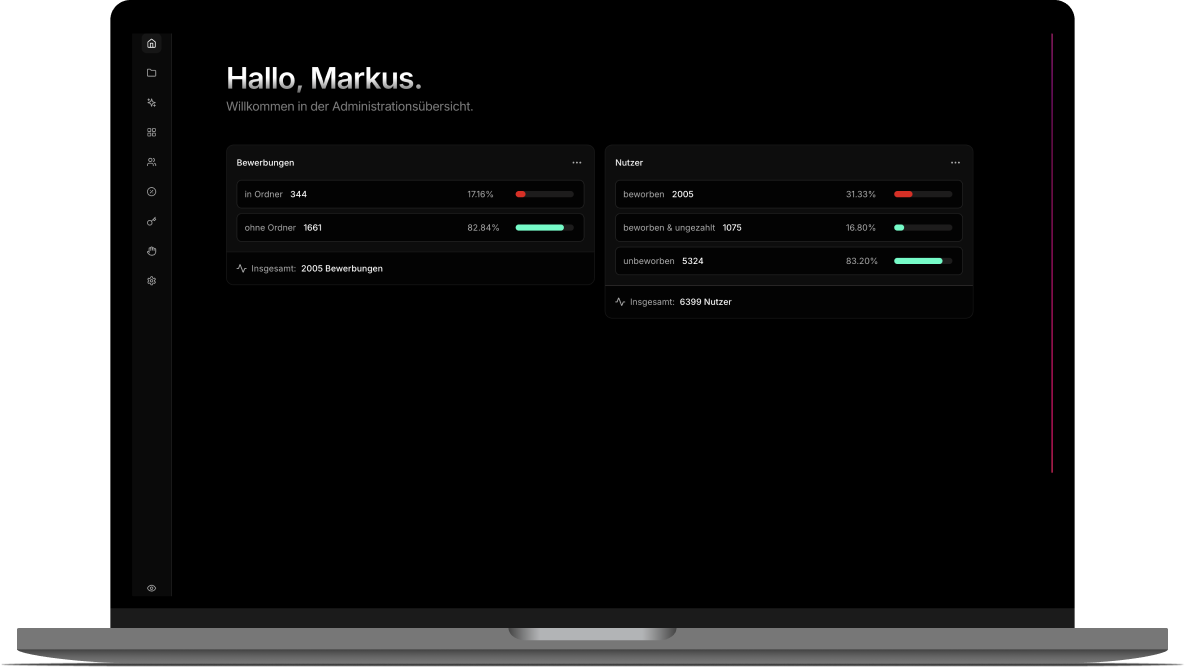 Hallo, Markus.
Willkommen in der Administrationsübersicht.
Bewerbungen
in Ordner 344 17.16%
ohne Ordner 1661 82.84%
Insgesamt: 2005 Bewerbungen
Nutzer
beworben 2005 31.33%
beworben & ungezahlt 1075 16.80%
unbeworben 5324 83.20%
Insgesamt: 6399 Nutzer